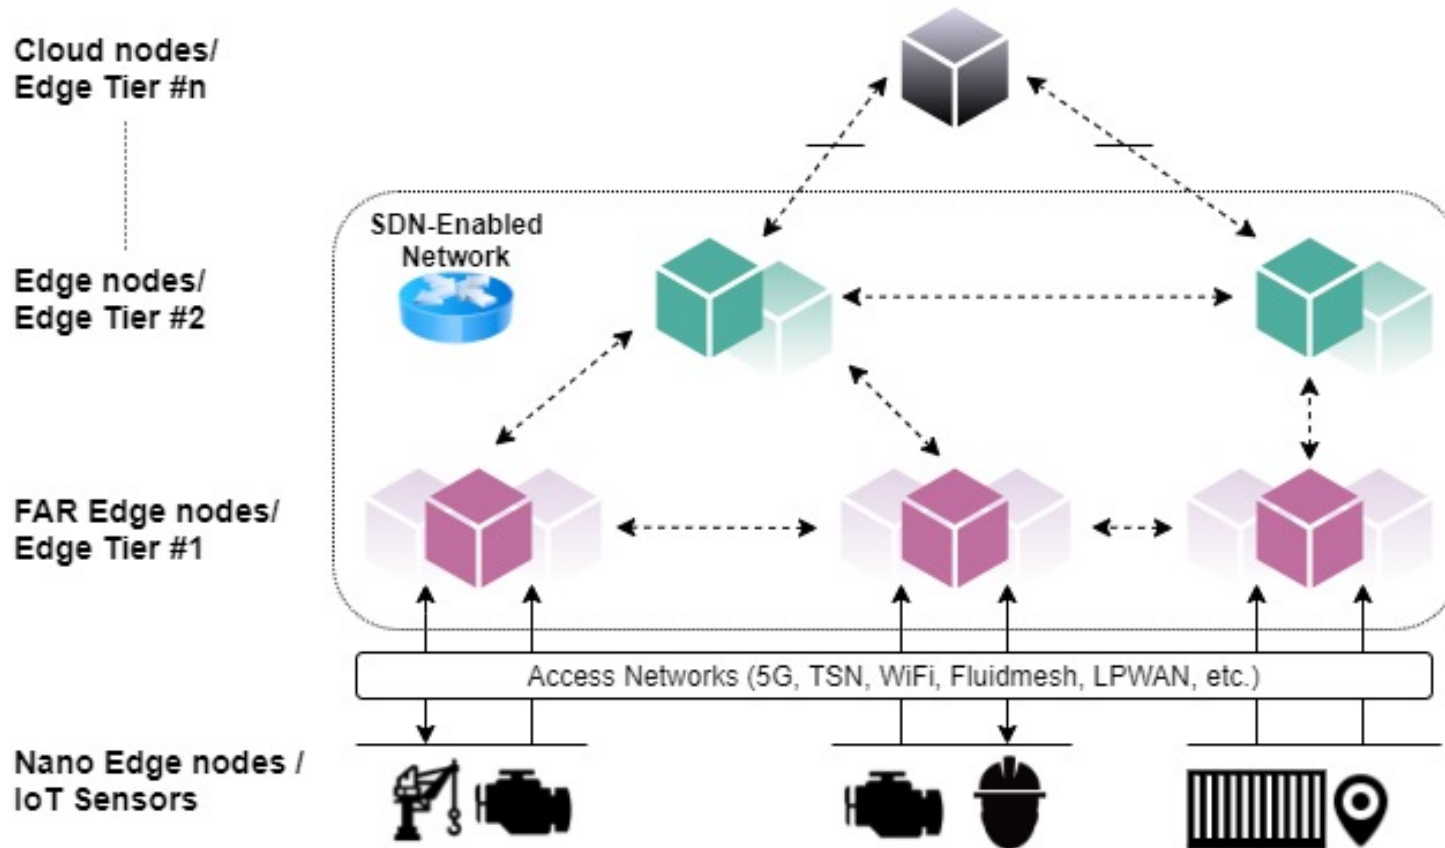 Cloud nodes/
Edge Tier #n
SDN-Enabled
Network
Edge nodes/
Edge Tier #2
FAR Edge nodes/
Edge Tier #1
Access Networks (5G, TSN, WiFi, Fluidmesh, LPWAN, etc.)
Nano Edge nodes /
IoT Sensors